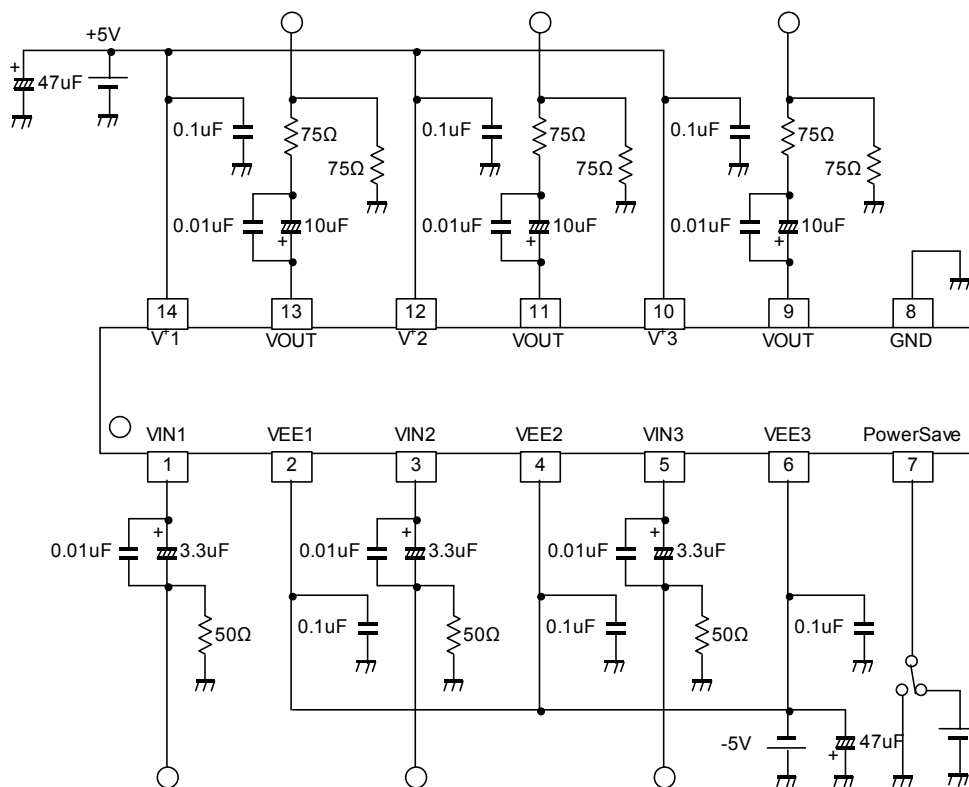 +5V
+ 47uF
0.1uF 75Ω 0.1uF 75Ω 0.1uF 75Ω
75Ω 75Ω 75Ω
0.01uF 10uF 0.01uF 10uF 0.01uF 10uF
+ + +
14 13 12 11 10 9 8
V+1 VOUT V+2 VOUT V+3 VOUT GND
VIN1 VEE1 VIN2 VEE2 VIN3 VEE3 PowerSave
1 2 3 4 5 6 7
+ + +
0.01uF 3.3uF 0.01uF 3.3uF 0.01uF 3.3uF
50Ω 0.1uF 50Ω 0.1uF 50Ω 0.1uF
-5V 47uF
+